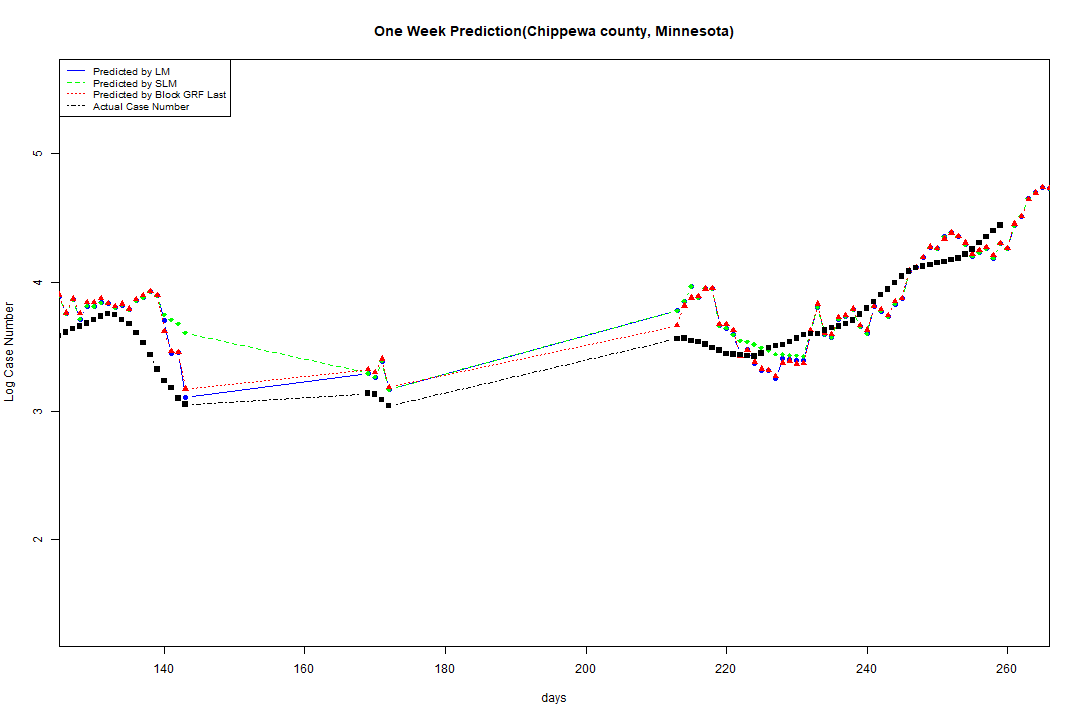 One Week Prediction(Chippewa county, Minnesota)
Predicted by LM
Predicted by SLM
Predicted by Block GRF Last
Actual Case Number
5
4
3
2
Log Case Number
140 160 180 200 220 240 260
days